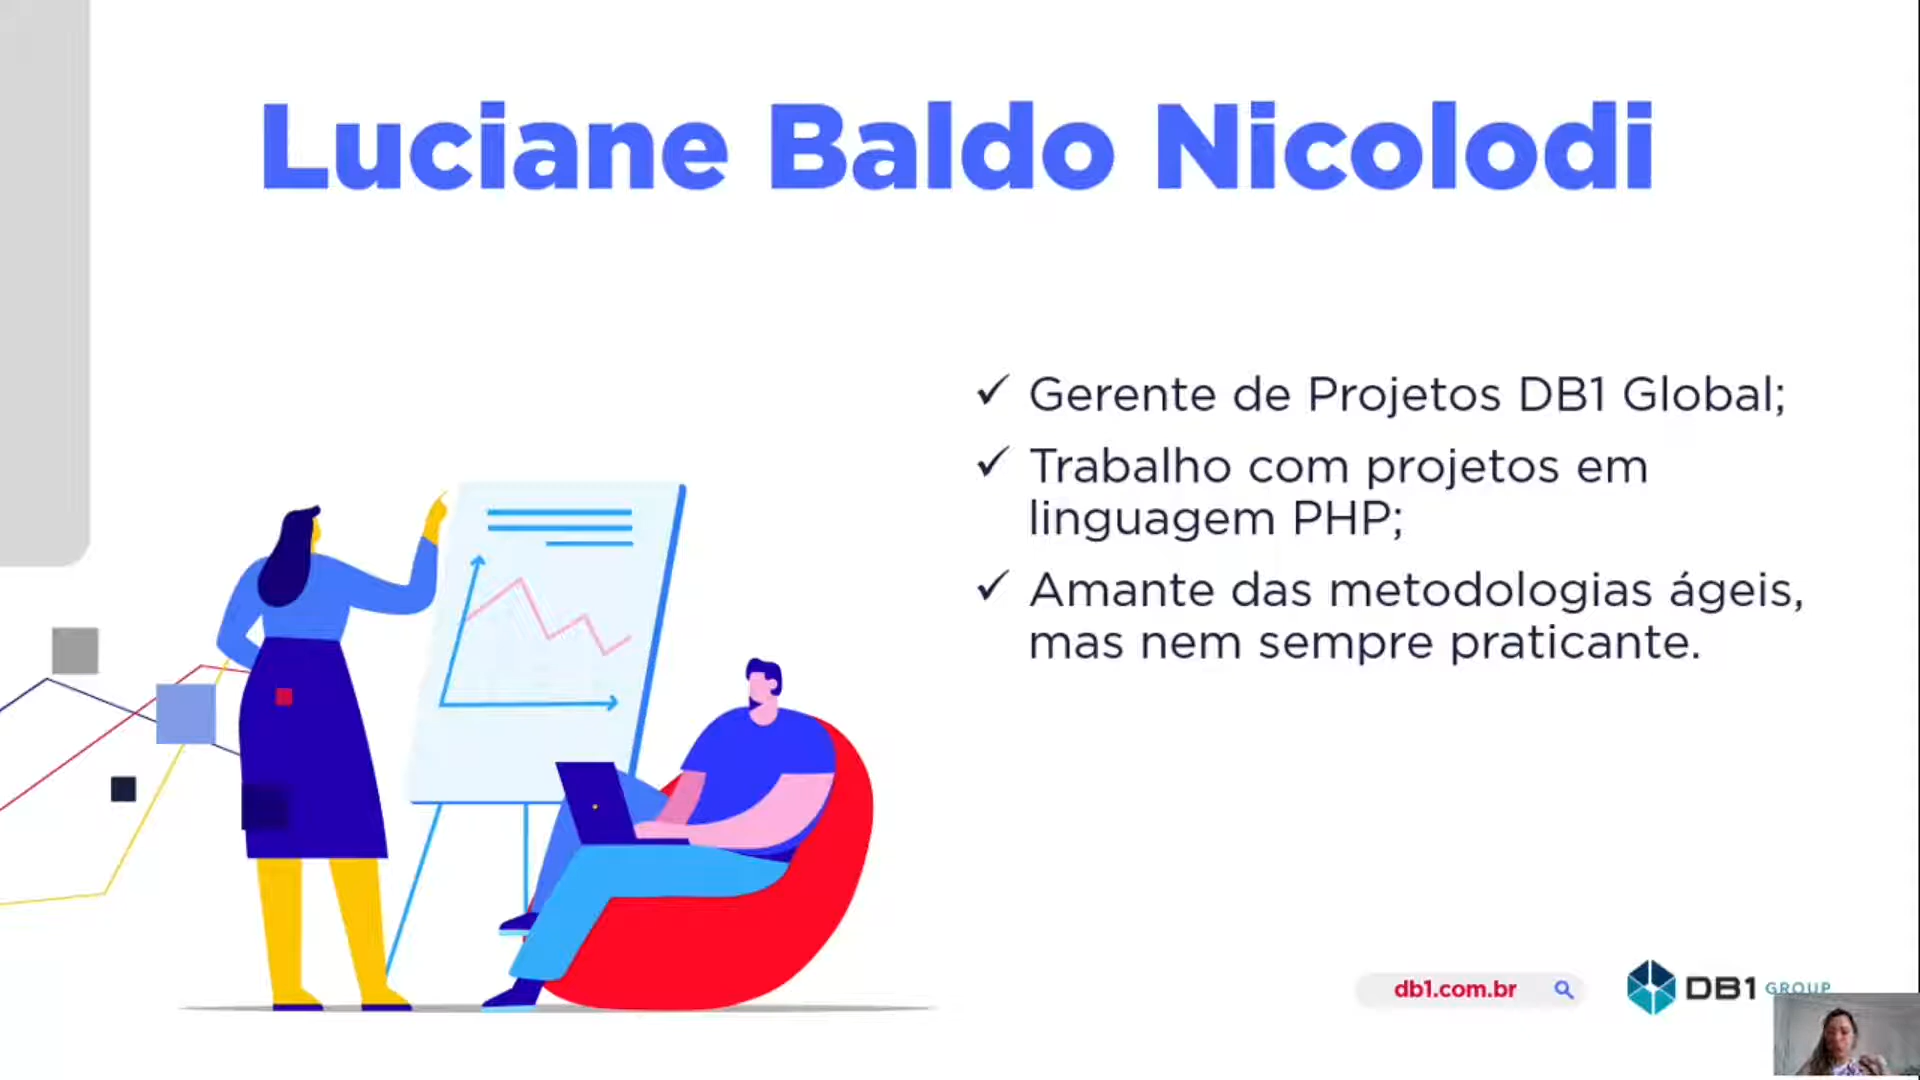 Luciane Baldo Nicolodi
✓ Gerente de Projetos DB1 Global;
✓ Trabalho com projetos em
linguagem PHP;
✓ Amante das metodologias ágeis,
mas nem sempre praticante.
db1.com.br
DB1 GROUP